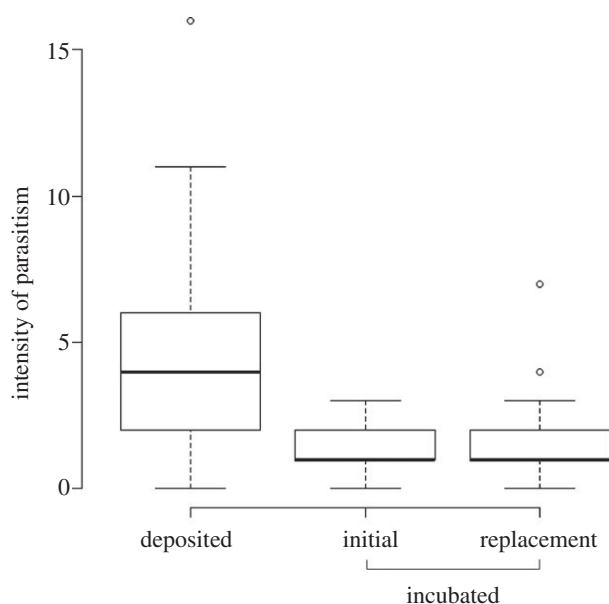 intensity of parasitism
15
10
5
0
deposited initial replacement
incubated